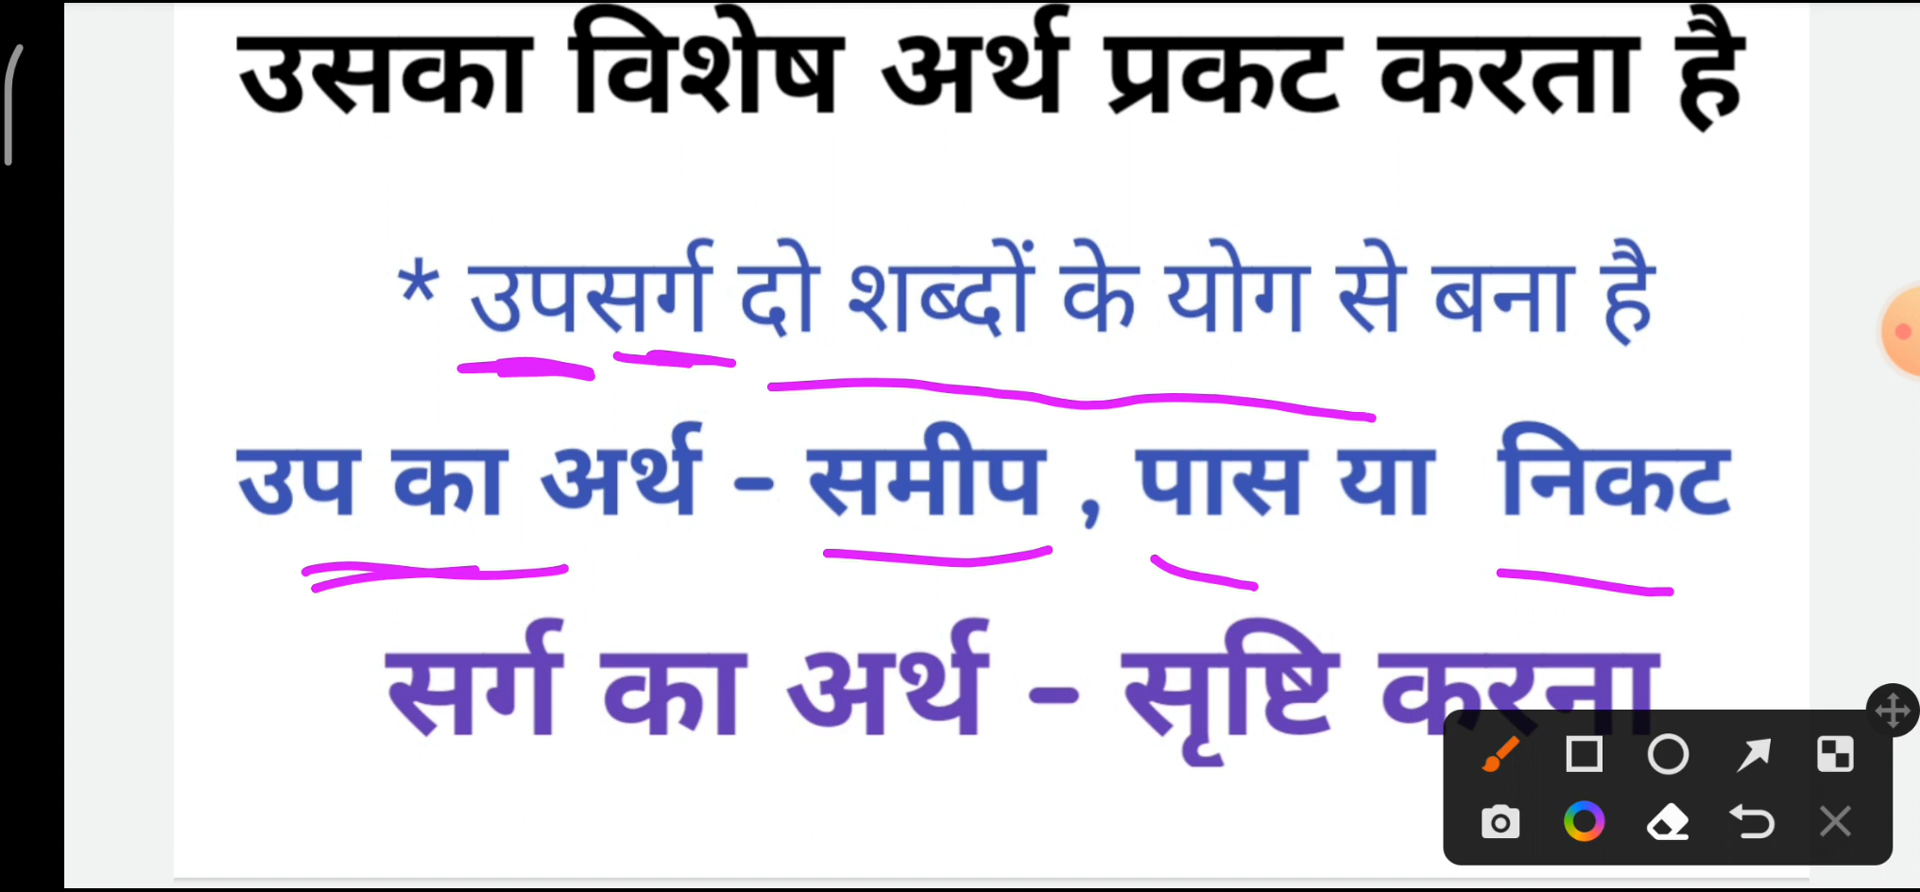 उसका विशेष अर्थ प्रकट करता है
* उपसर्ग दो शब्दों के योग से बना है
उप का अर्थ - समीप , पास या निकट
सर्ग का अर्थ - सृष्टि करना